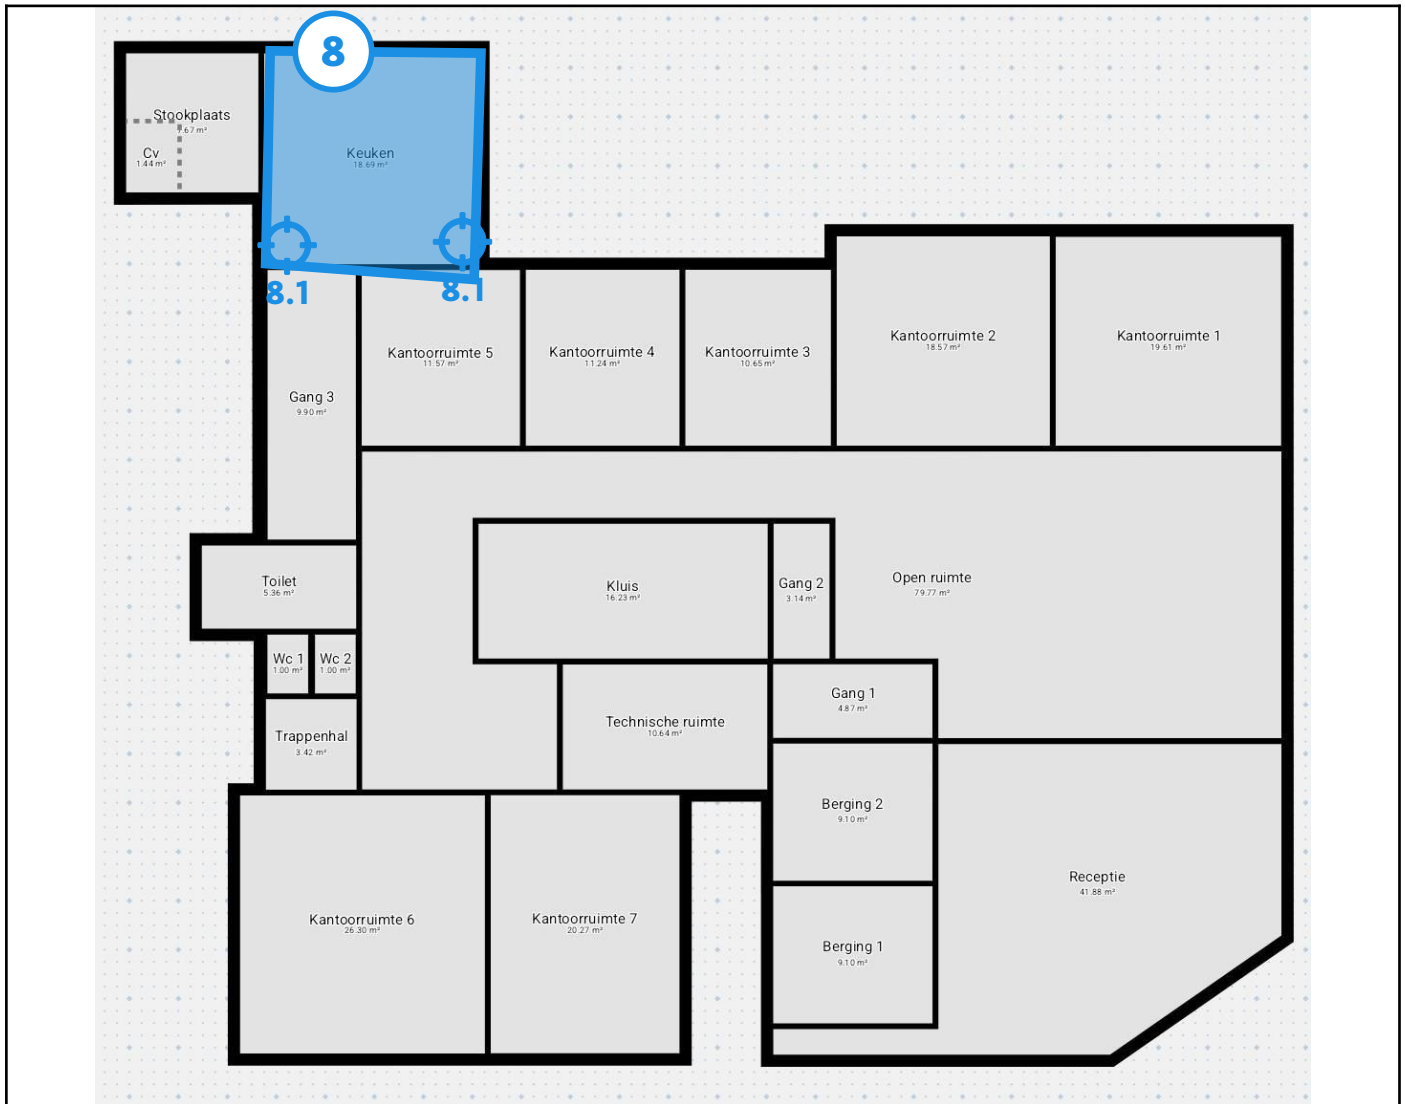 8
Stookplaats
7.67 m²
Cv
1.44 m²
Keuken
18.69 m²
8.1
8.1
Kantoorruimte 5
11.57 m²
Kantoorruimte 4
11.24 m²
Kantoorruimte 3
10.65 m²
Kantoorruimte 2
18.57 m²
Kantoorruimte 1
19.61 m²
Gang 3
9.90 m²
Toilet
5.36 m²
Kluis
16.23 m²
Gang 2
3.14 m²
Open ruimte
79.77 m²
Wc 1
1.00 m²
Wc 2
1.00 m²
Gang 1
4.87 m²
Technische ruimte
10.64 m²
Trappenhal
3.42 m²
Berging 2
9.10 m²
Receptie
41.88 m²
Kantoorruimte 6
26.30 m²
Kantoorruimte 7
20.27 m²
Berging 1
9.10 m²